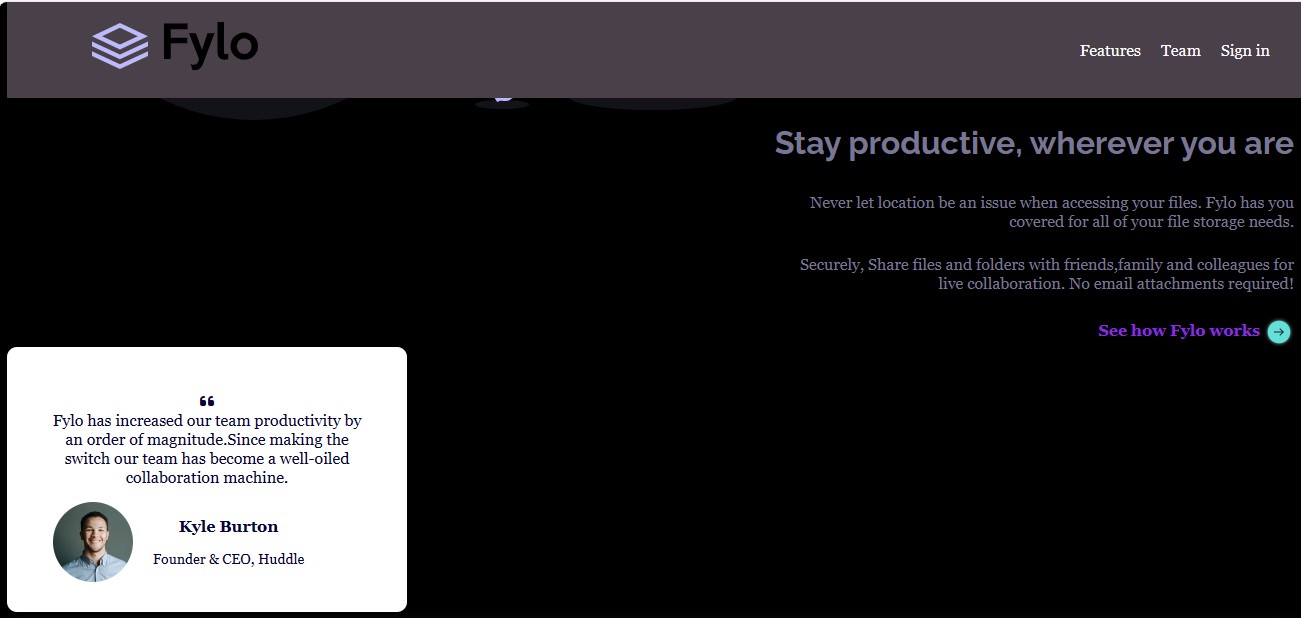 Fylo
Features Team Sign in
Stay productive, wherever you are
Never let location be an issue when accessing your files. Fylo has you
covered for all of your file storage needs.
Securely, Share files and folders with friends,family and colleagues for
live collaboration. No email attachments required!
See how Fylo works
“
Fylo has increased our team productivity by
an order of magnitude.Since making the
switch our team has become a well-oiled
collaboration machine.
Kyle Burton
Founder & CEO, Huddle